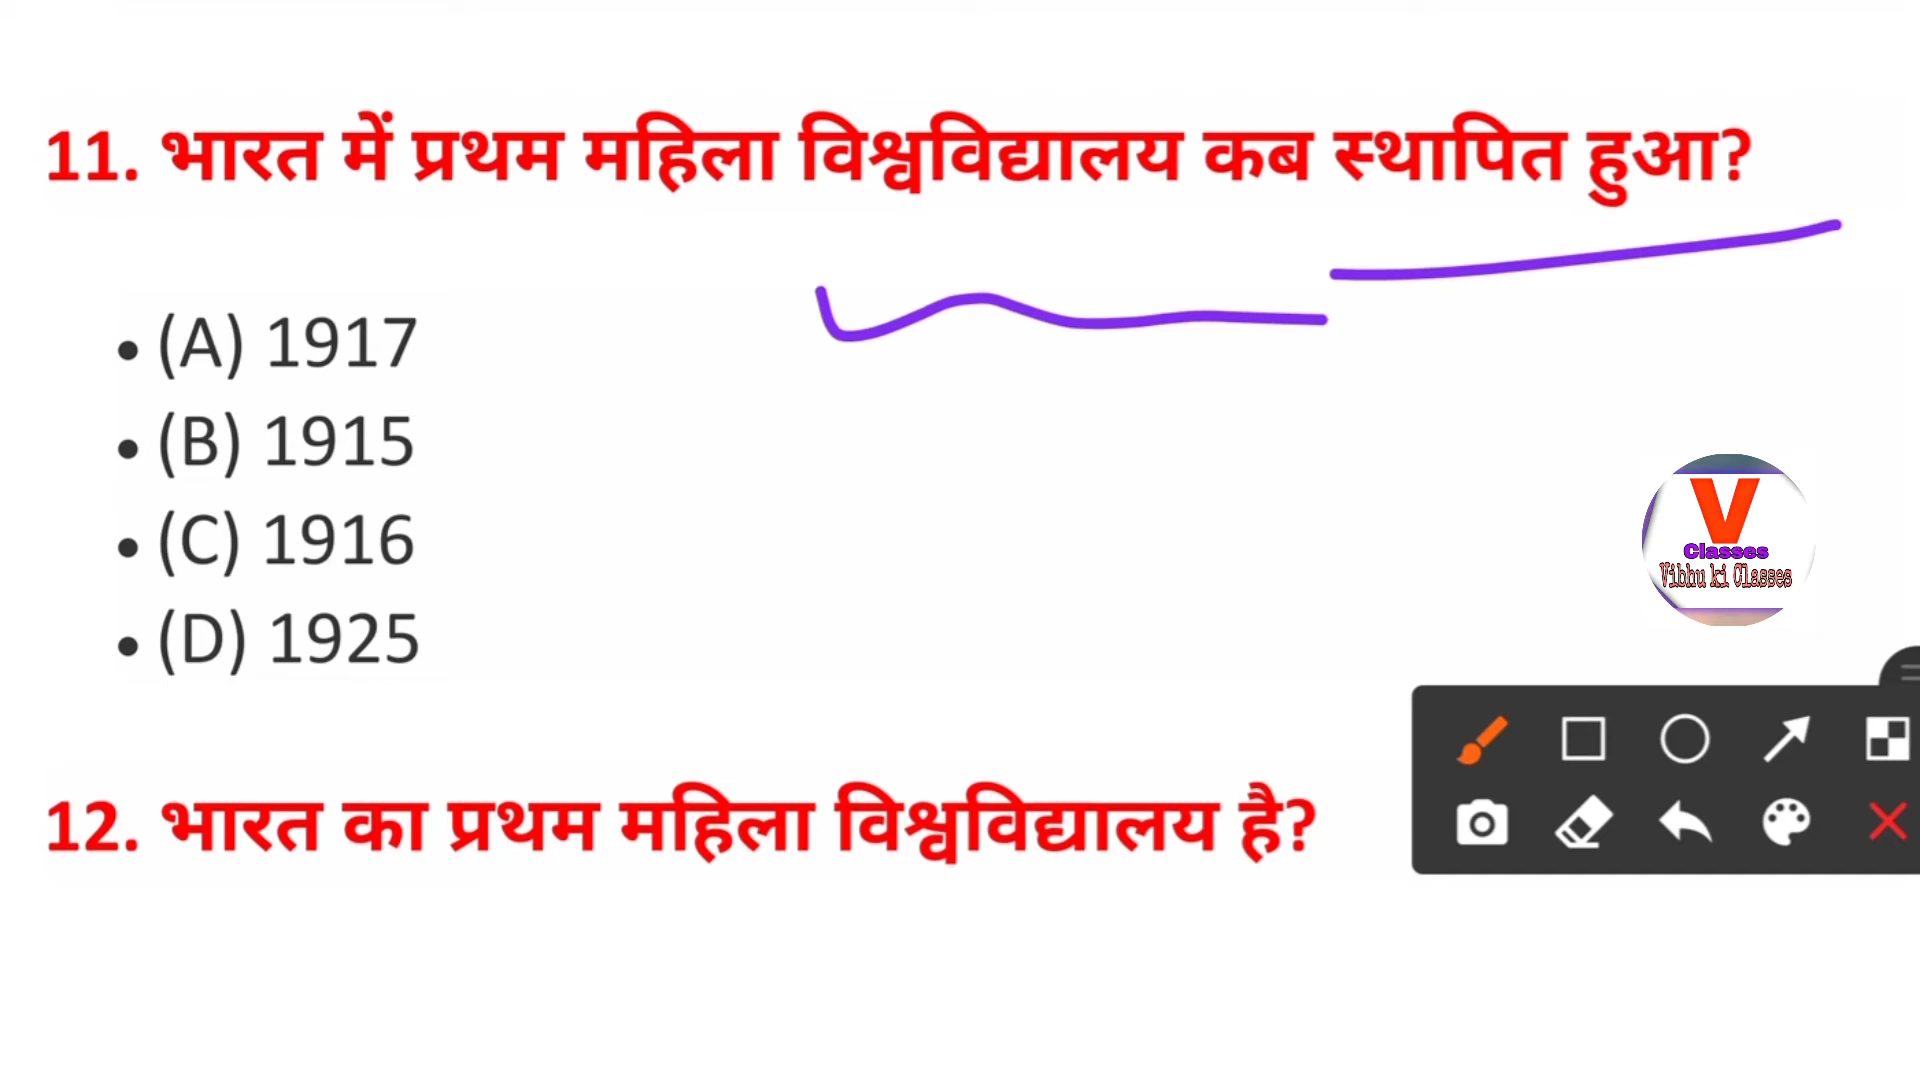 11. भारत में प्रथम महिला विश्वविद्यालय कब स्थापित हुआ?
• (A) 1917
• (B) 1915
• (C) 1916
• (D) 1925
V
Classes
Vibhu ki Classes
12. भारत का प्रथम महिला विश्वविद्यालय है?